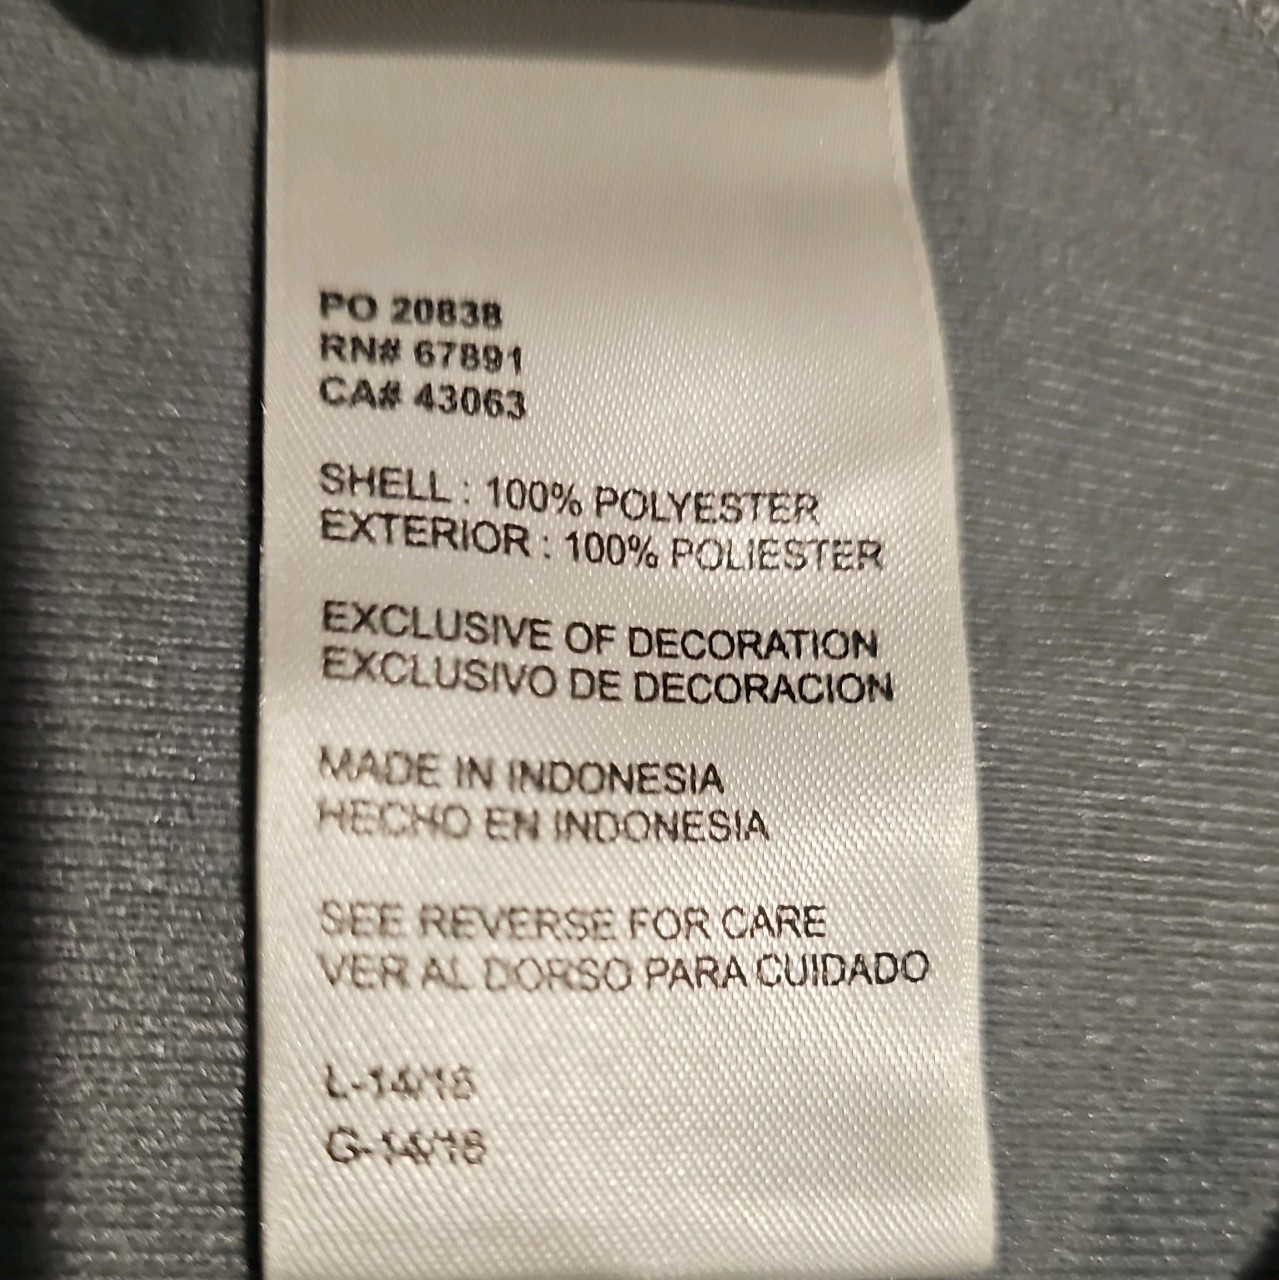 PO 20838
RN# 67891
CA# 43063
SHELL : 100% POLYESTER
EXTERIOR : 100% POLIESTER
EXCLUSIVE OF DECORATION
EXCLUSIVO DE DECORACION
MADE IN INDONESIA
HECHO EN INDONESIA
SEE REVERSE FOR CARE
VER AL DORSO PARA CUIDADO
L-14/16
G-14/16